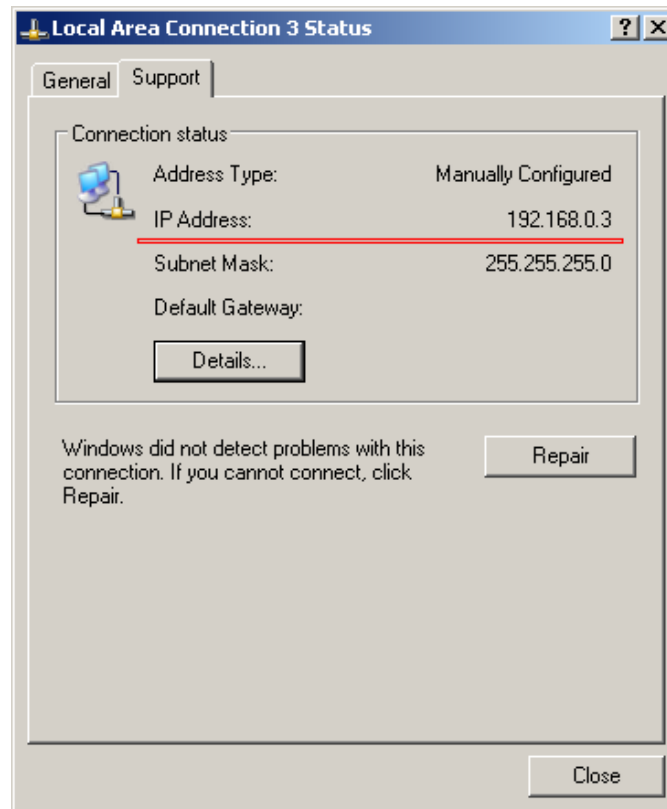 Local Area Connection 3 Status
General Support
Connection status
Address Type: Manually Configured
IP Address: 192.168.0.3
Subnet Mask: 255.255.255.0
Default Gateway:
Details...
Windows did not detect problems with this
connection. If you cannot connect, click
Repair.
Repair
Close